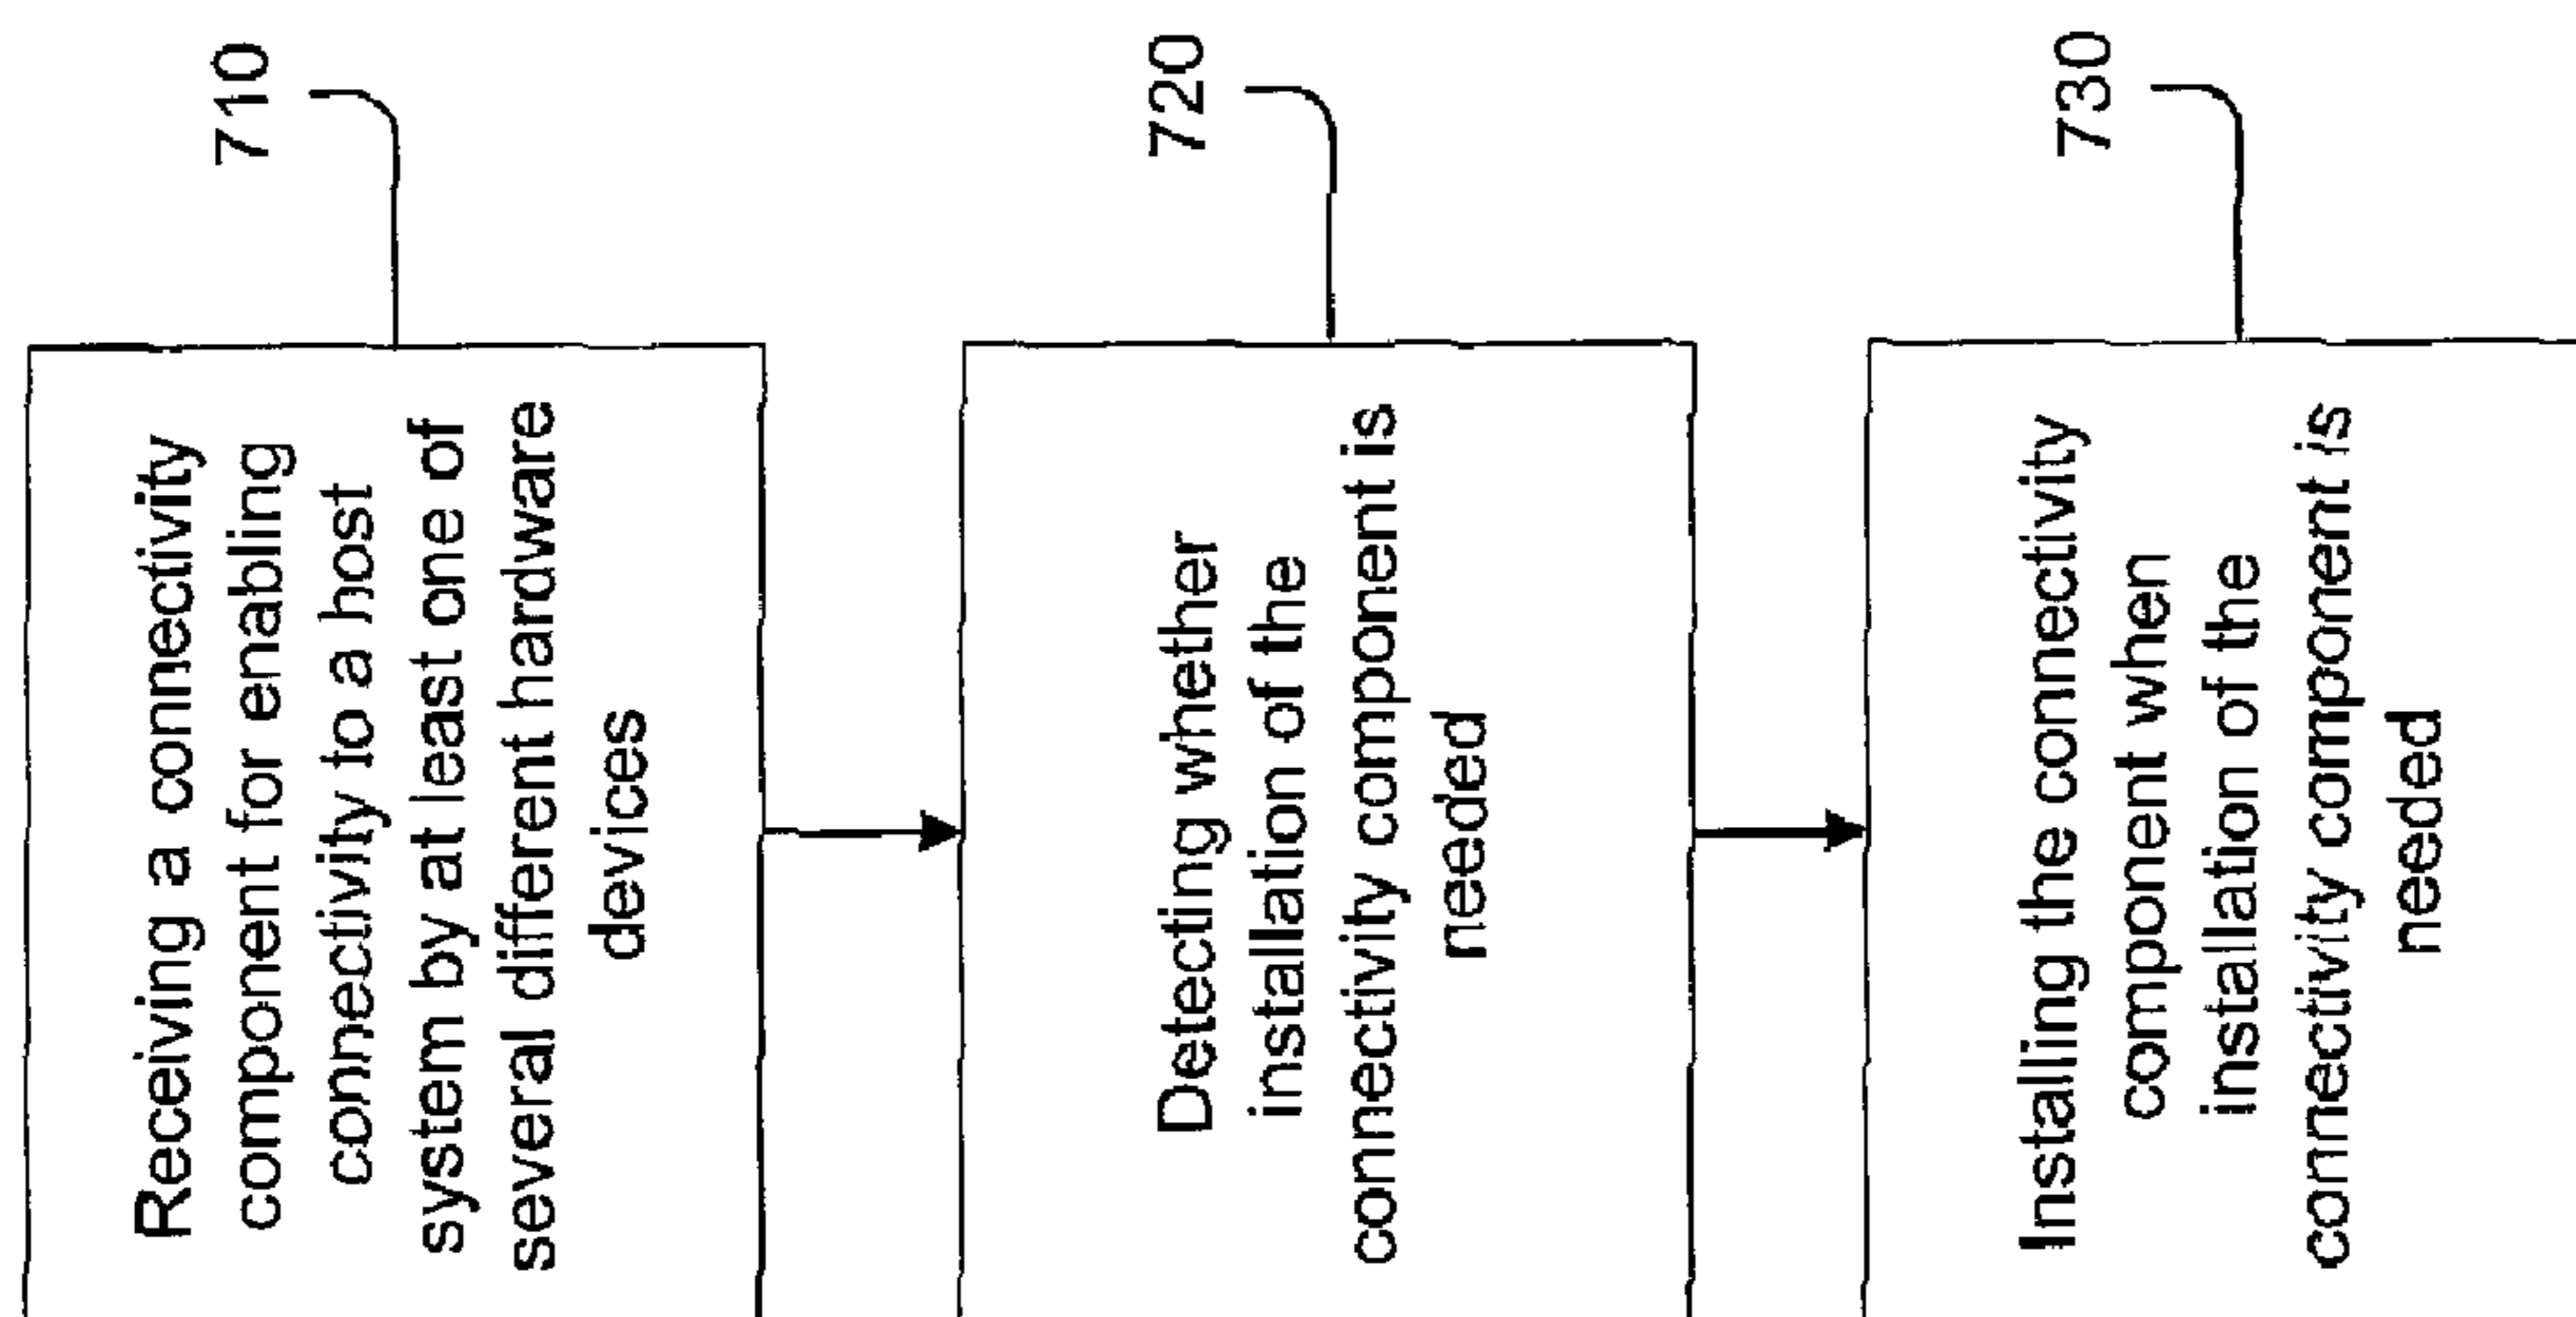 Receiving a connectivity
component for enabling
connectivity to a host
system by at least one of
several different hardware
devices
710
Detecting whether
installation of the
connectivity component is
needed
720
Installing the connectivity
component when
installation of the
connectivity component is
needed
730